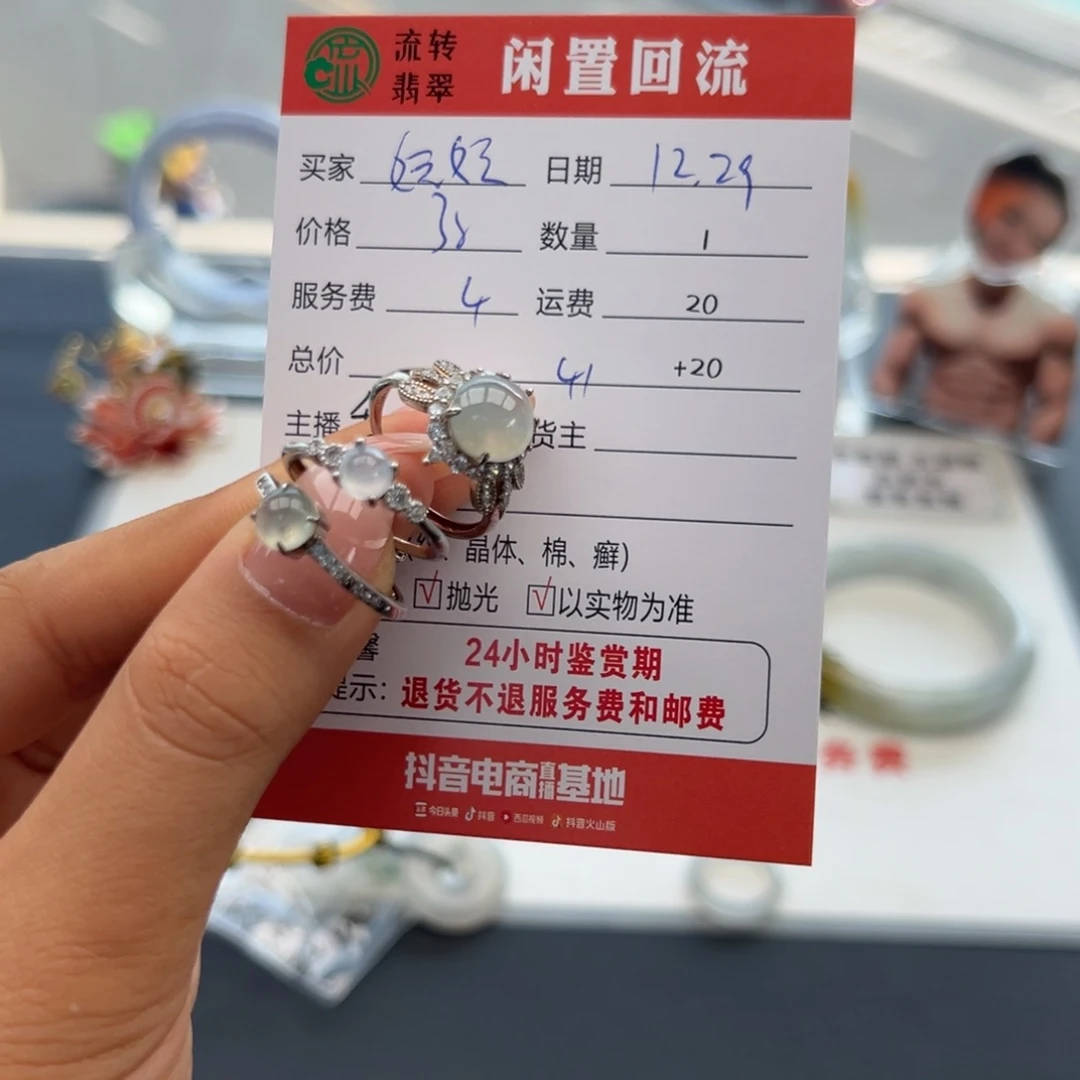 流转
翡翠
闲置回流
买家 日期 12.29
价格 数量 1
服务费 4 运费 20
总价 41 +20
主播 货主
晶体、棉、癣)
抛光 以实物为准
馨 24小时鉴赏期
提示: 退货不退服务费和邮费
抖音电商直播基地
今日头条 抖音 西瓜视频 抖音火山版